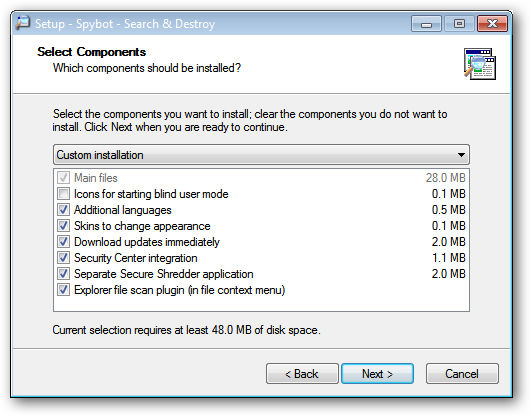 Setup - Spybot - Search & Destroy
Select Components
Which components should be installed?
Select the components you want to install; clear the components you do not want to
install. Click Next when you are ready to continue.
Custom installation
Main files 28.0 MB
Icons for starting blind user mode 0.1 MB
Additional languages 0.5 MB
Skins to change appearance 0.1 MB
Download updates immediately 2.0 MB
Security Center integration 1.1 MB
Separate Secure Shredder application 2.0 MB
Explorer file scan plugin (in file context menu)
Current selection requires at least 48.0 MB of disk space.
< Back Next > Cancel